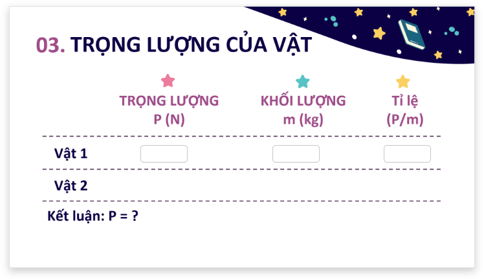 03. TRỌNG LƯỢNG CỦA VẬT
TRỌNG LƯỢNG KHỐI LƯỢNG Tỉ lệ
P (N) m (kg) (P/m)
Vật 1
Vật 2
Kết luận: P = ?